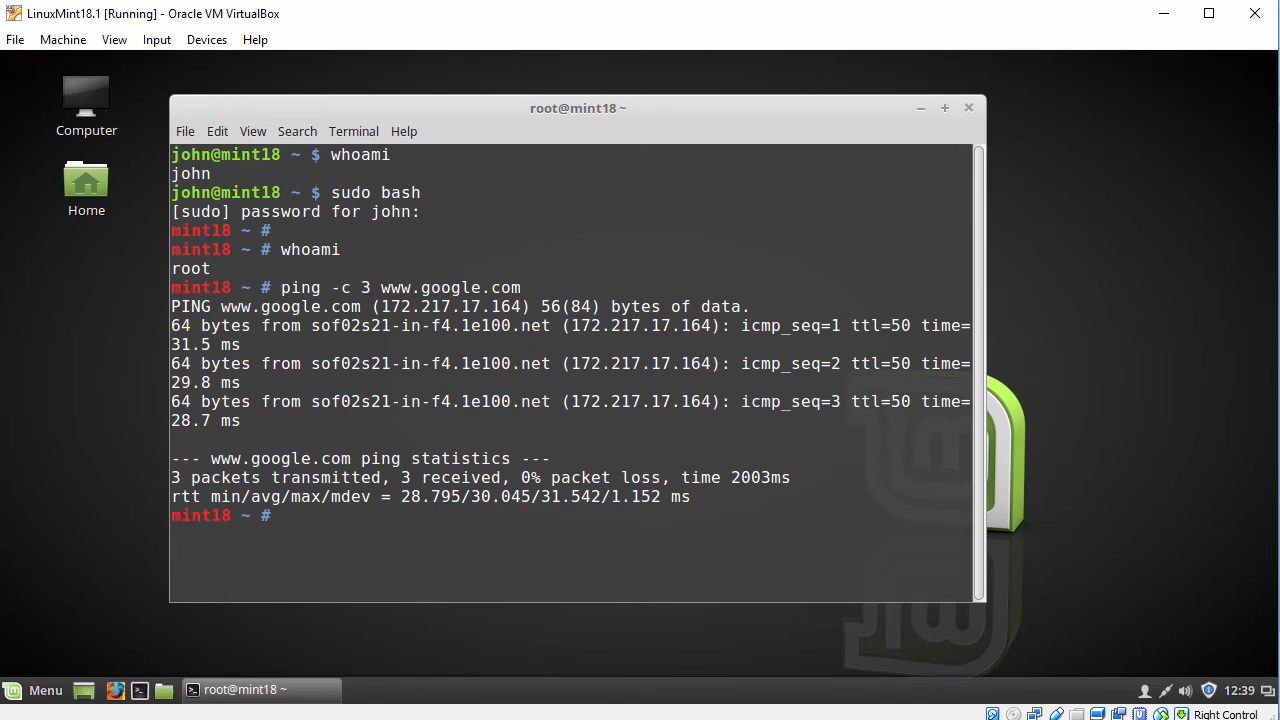 LinuxMint18.1 [Running] - Oracle VM VirtualBox
File Machine View Input Devices Help
Computer
Home
root@mint18 ~
File Edit View Search Terminal Help
john@mint18 ~ $ whoami
john
john@mint18 ~ $ sudo bash
[sudo] password for john:
mint18 ~ #
mint18 ~ # whoami
root
mint18 ~ # ping -c 3 www.google.com
PING www.google.com (172.217.17.164) 56(84) bytes of data.
64 bytes from sof02s21-in-f4.1e100.net (172.217.17.164): icmp_seq=1 ttl=50 time=
31.5 ms
64 bytes from sof02s21-in-f4.1e100.net (172.217.17.164): icmp_seq=2 ttl=50 time=
29.8 ms
64 bytes from sof02s21-in-f4.1e100.net (172.217.17.164): icmp_seq=3 ttl=50 time=
28.7 ms
--- www.google.com ping statistics ---
3 packets transmitted, 3 received, 0% packet loss, time 2003ms
rtt min/avg/max/mdev = 28.795/30.045/31.542/1.152 ms
mint18 ~ #
Menu
root@mint18 ~
12:39
Right Control